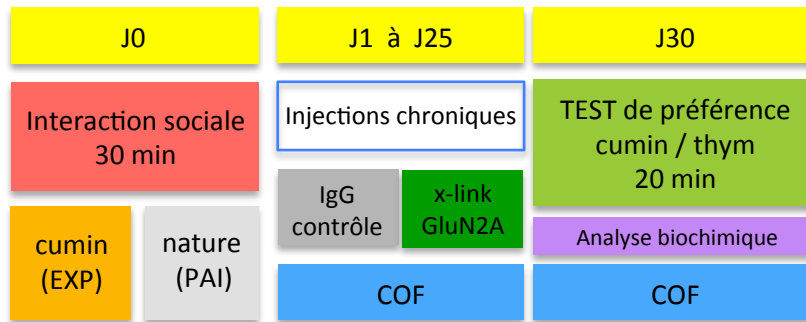 J0
J1 à J25
J30
Interaction sociale
30 min
Injections chroniques
TEST de préférence
cumin / thym
20 min
cumin
(EXP)
nature
(PAI)
IgG
contrôle
x-link
GluN2A
Analyse biochimique
COF
COF